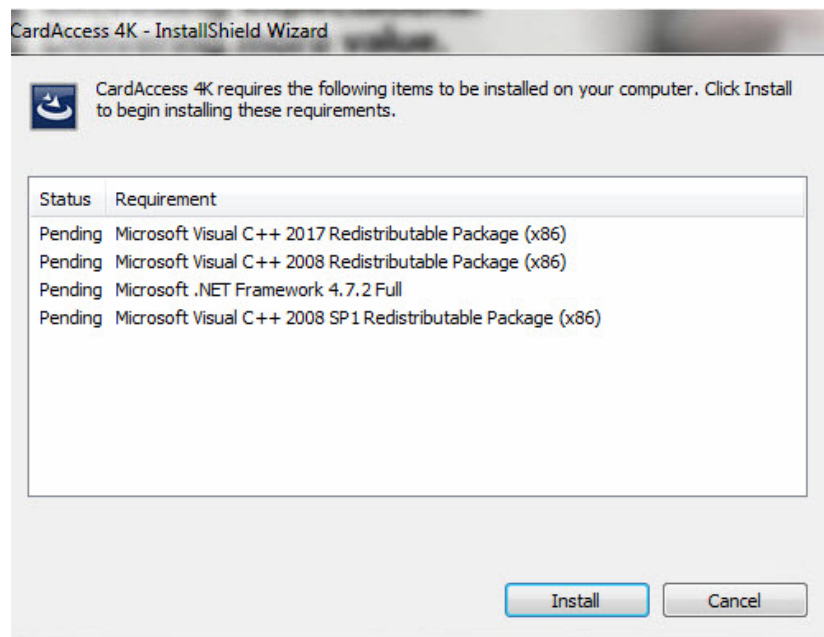 CardAccess 4K - InstallShield Wizard
CardAccess 4K requires the following items to be installed on your computer. Click Install
to begin installing these requirements.
Status Requirement
Pending Microsoft Visual C++ 2017 Redistributable Package (x86)
Pending Microsoft Visual C++ 2008 Redistributable Package (x86)
Pending Microsoft .NET Framework 4.7.2 Full
Pending Microsoft Visual C++ 2008 SP1 Redistributable Package (x86)
Install Cancel